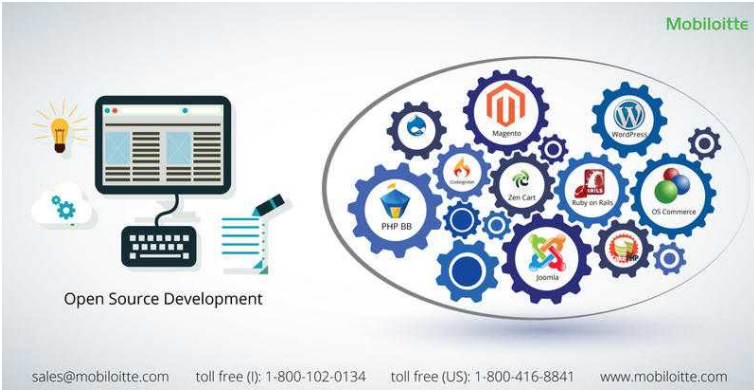 Mobiloitte
Magento
WordPress
CodeIgniter
Zen Cart
Ruby on Rails
OS Commerce
PHP BB
Joomla
Open Source Development
sales@mobiloitte.com toll free (I): 1-800-102-0134 toll free (US): 1-800-416-8841 www.mobiloitte.com